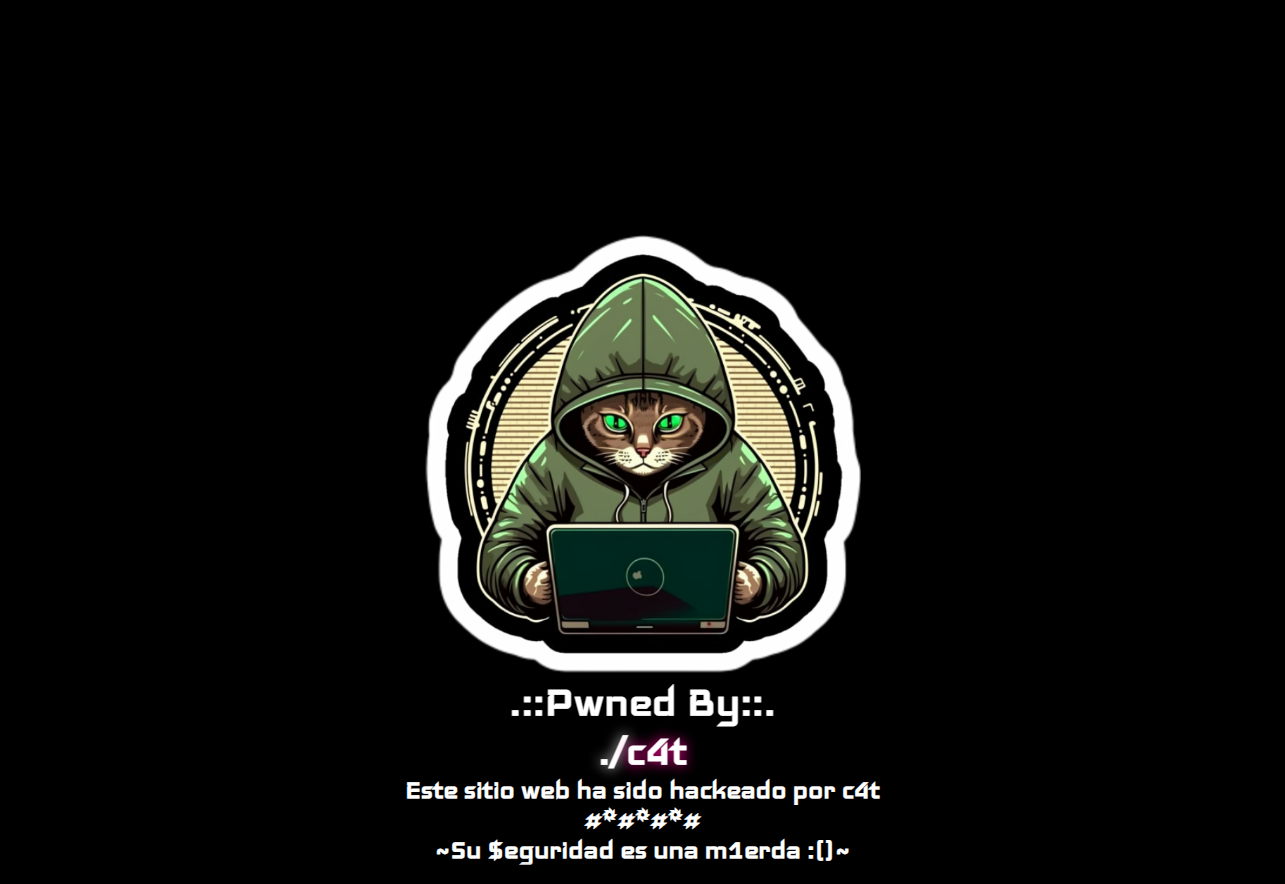 .:::Pwned By:::.
./c4t
Este sitio web ha sido hackeado por c4t
#*#*#*#
~Su $eguridad es una m1erda :[]~